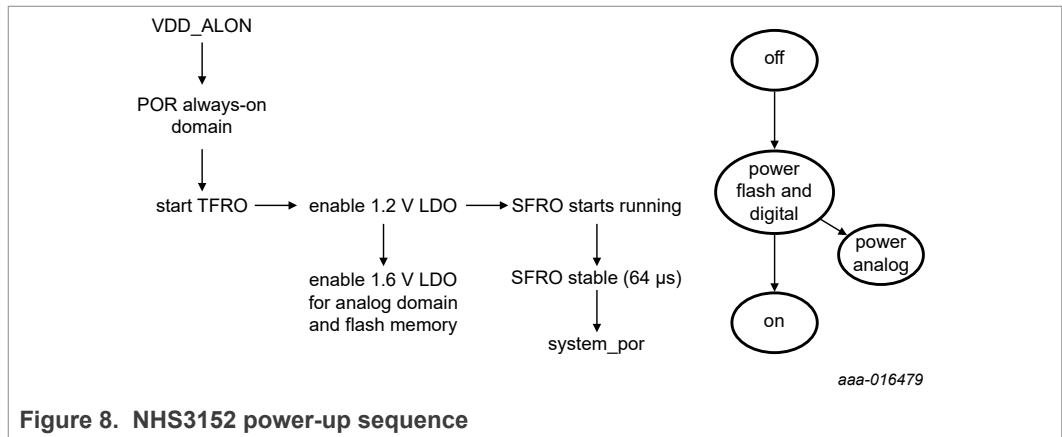 VDD_ALON
POR always-on
domain
start TFRO
enable 1.2 V LDO
SFRO starts running
enable 1.6 V LDO
for analog domain
and flash memory
SFRO stable (64 μs)
system_por
off
power
flash and
digital
power
analog
on
aaa-016479
Figure 8. NHS3152 power-up sequence